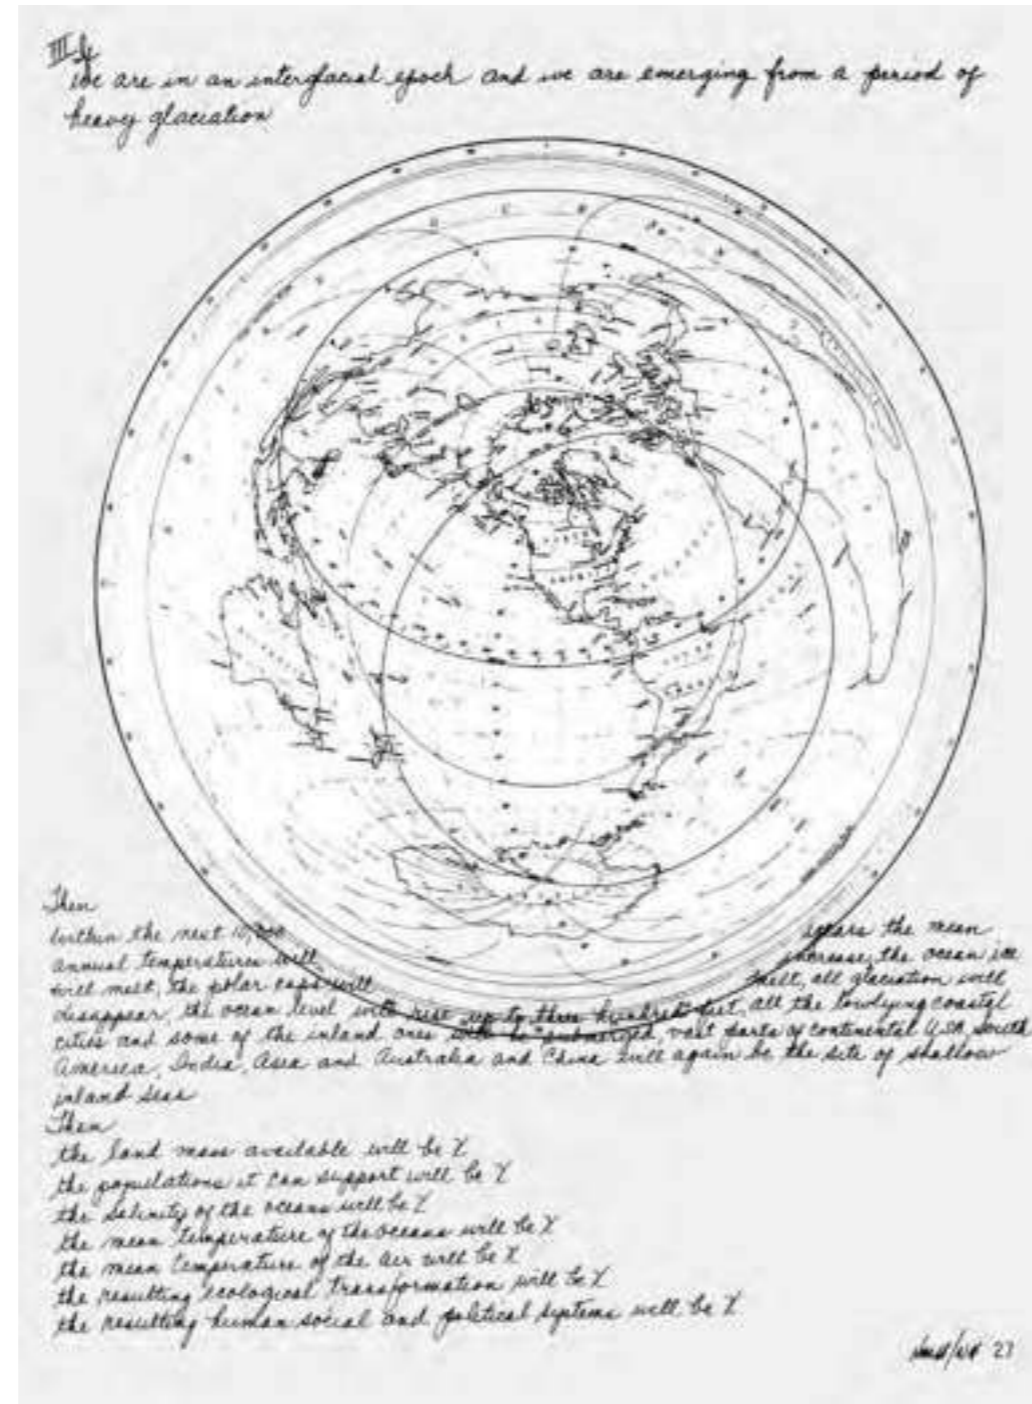 III If
we are in an interglacial epoch and we are emerging from a period of
heavy glaciation
Then
within the next 10,000 years the mean
annual temperatures will increase, the ocean ice
will melt, the polar caps will melt, all glaciation will
disappear, the ocean level will rise up to three hundred feet, all the lowlying coastal
cities and some of the inland ones will be submerged, vast parts of continental USA, South
America, India, Asia and Australia and China will again be the site of shallow
inland seas
Then
the land mass available will be X
the populations it can support will be X
the salinity of the oceans will be X
the mean temperature of the oceans will be X
the mean temperature of the air will be X
the resulting ecological transformation will be X
the resulting human social and political systems will be X
27